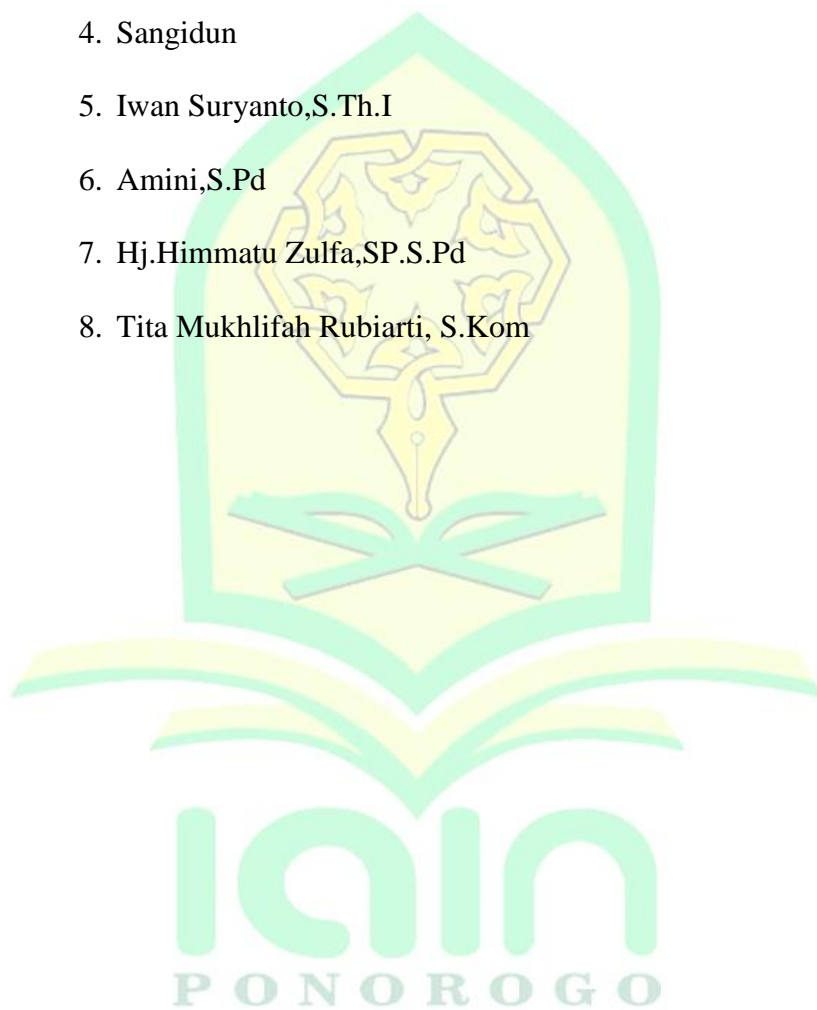 4. Sangidun
5. Iwan Suryanto,S.Th.I
6. Amini,S.Pd
7. Hj.Himmatu Zulfa,SP.S.Pd
8. Tita Mukhlifah Rubiarti, S.Kom
iain
PONOROGO